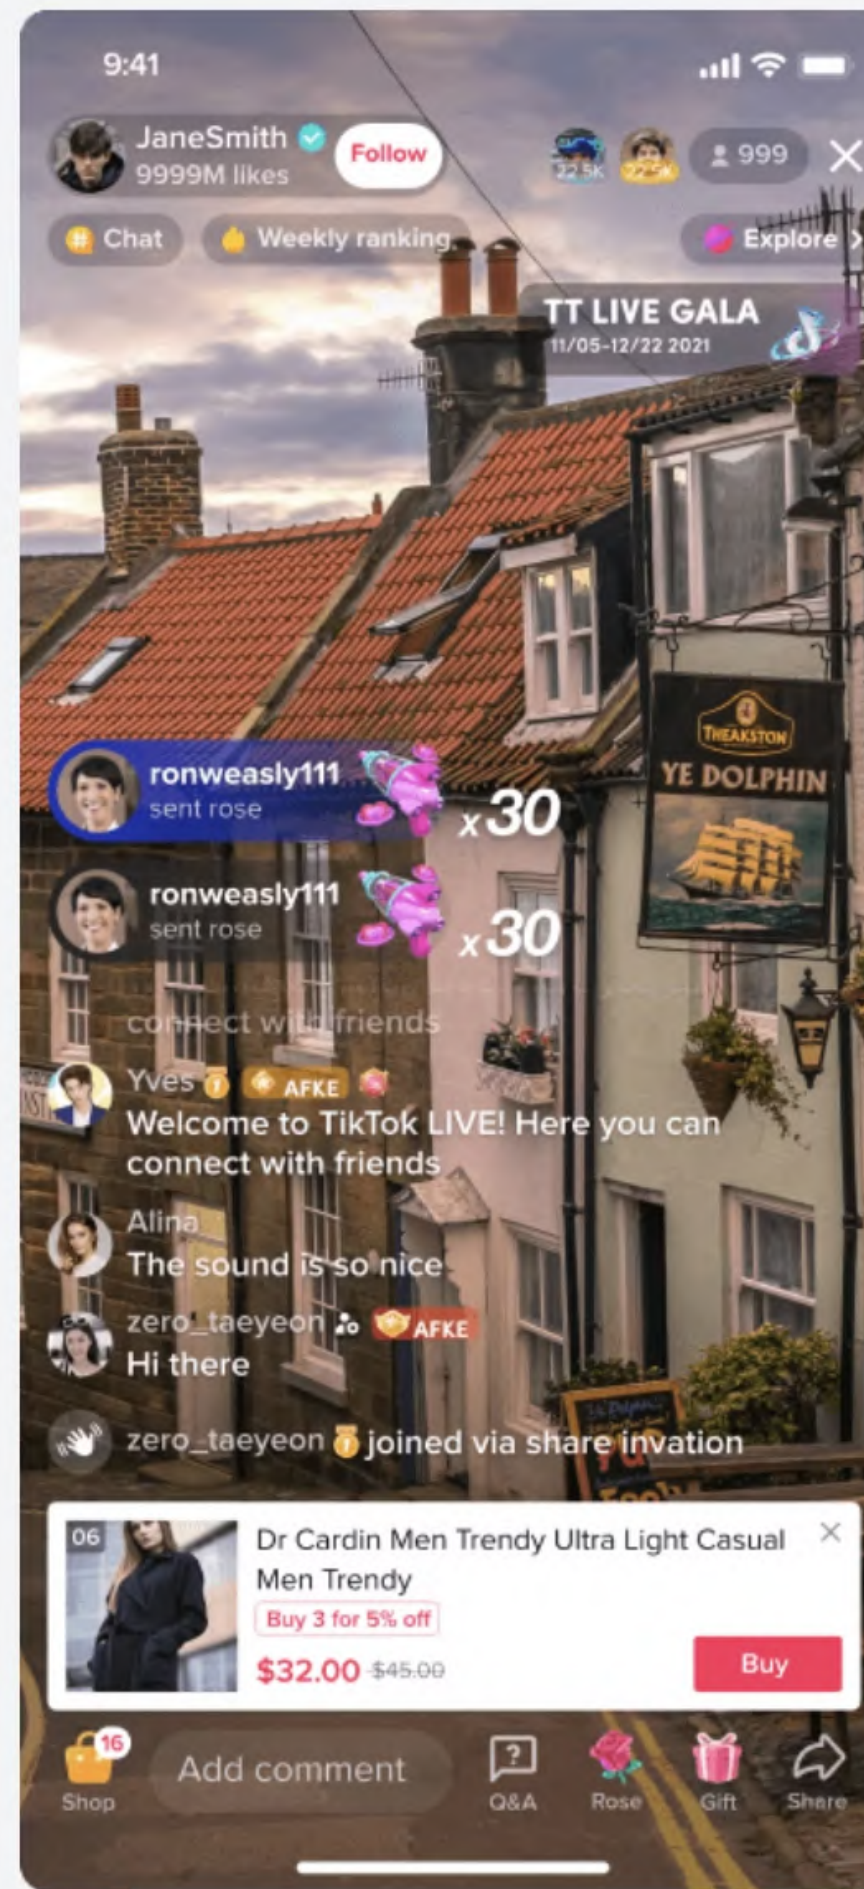 9:41
JaneSmith
9999M likes
Follow
22.5K
22.5K
999
Chat
Weekly ranking
Explore >
TT LIVE GALA
11/05-12/22 2021
THEAKSTON
YE DOLPHIN
ronweasly111
sent rose
x30
ronweasly111
sent rose
x30
connect with friends
Yves 1 AFKE
Welcome to TikTok LIVE! Here you can
connect with friends
Alina
The sound is so nice
zero_taeyeon AFKE
Hi there
zero_taeyeon 1 joined via share invation
06
Dr Cardin Men Trendy Ultra Light Casual
Men Trendy
Buy 3 for 5% off
$32.00 $45.00
Buy
16
Shop
Add comment
Q&A
Rose
Gift
Share